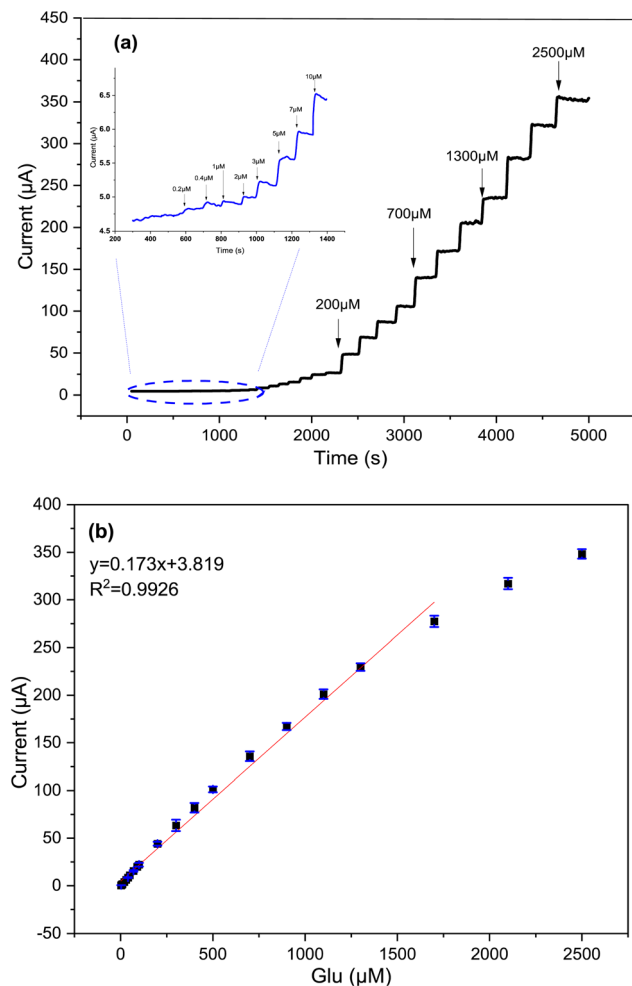 (a)
450
400
350
300
250
200
150
100
50
0
Current (µA)
0
1000
2000
3000
4000
5000
Time (s)
200µM
700µM
1300µM
2500µM
6.5
6.0
5.5
5.0
4.5
Current (µA)
200
400
600
800
1000
1200
1400
Time (s)
0.2µM
0.4µM
1µM
2µM
3µM
5µM
7µM
10µM
(b)
y=0.173x+3.819
R²=0.9926
400
350
300
250
200
150
100
50
0
-50
Current (µA)
0
500
1000
1500
2000
2500
Glu (µM)